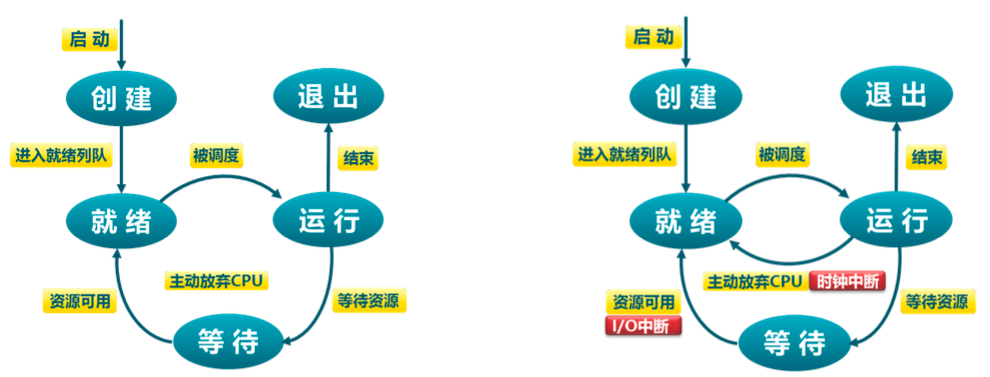 启动
创建
退出
进入就绪列队
被调度
结束
就绪
运行
主动放弃CPU
资源可用
等待资源
等待
启动
创建
退出
进入就绪列队
被调度
结束
就绪
运行
主动放弃CPU 时钟中断
资源可用
I/O中断
等待资源
等待